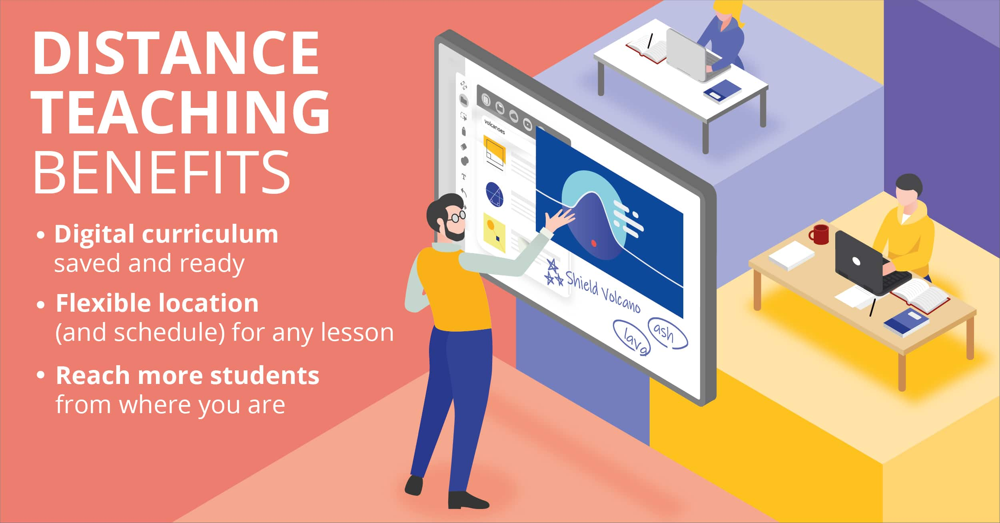 DISTANCE
TEACHING
BENEFITS
• Digital curriculum
saved and ready
• Flexible location
(and schedule) for any lesson
• Reach more students
from where you are
volcanoes
T
Shield Volcano
lava
ash